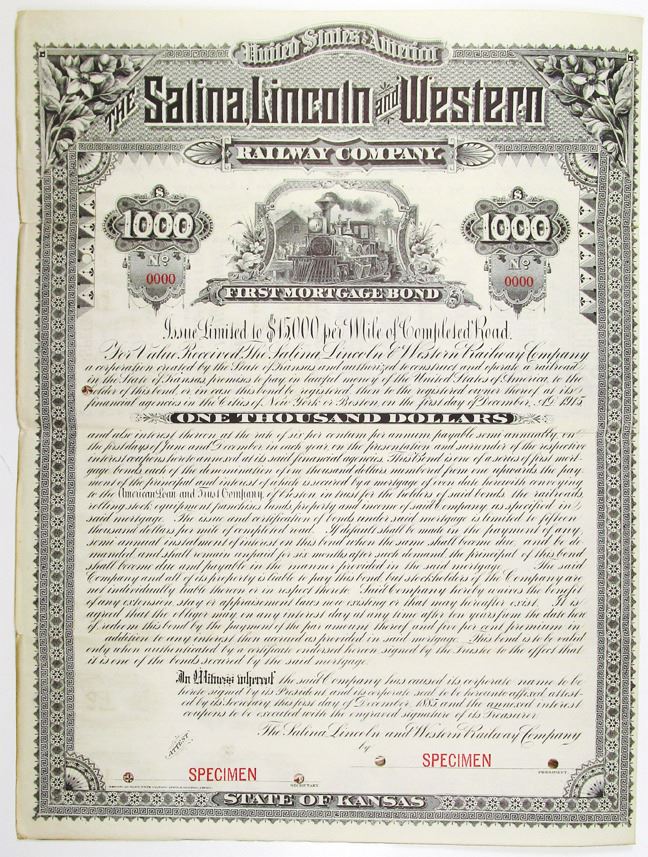 United States of America
THE Salina, Lincoln and Western
RAILWAY COMPANY
$ 1000 $ 1000
No No
0000 0000
FIRST MORTGAGE BOND
Issue Limited to $15,000 per Mile of Completed Road.
For Value Received The Salina Lincoln & Western Railway Company
a corporation created by the State of Kansas and authorized to construct and operate a railroad
in the State of Kansas, promises to pay in lawful money of the United States of America, to the
holder of this bond, or in case this bond be registered, then to the registered owner thereof at its
financial agencies in the Cities of New York or Boston, on the first day of December, A.D. 1915
ONE THOUSAND DOLLARS
and also interest thereon at the rate of six per centum per annum payable semi annually, on
the first days of June and December in each year, on the presentation and surrender of the respective
interest coupons hereto annexed at its said financial agencies. This Bond is one of a series of first mort-
gage bonds each of the denomination of one thousand dollars numbered from one upwards the pay
ment of the principal and interest of which is secured by a mortgage of even date herewith conveying
to the American Loan and Trust Company, of Boston in trust for the holders of said bonds the railroads
rolling stock equipment franchises lands property and income of said company as specified in
said mortgage. The issue and certification of bonds under said mortgage is limited to fifteen
thousand dollars per mile of completed road. If default shall be made in the payment of any
semi annual instalment of interest on this bond when the same shall become due and be de
manded and shall remain unpaid for six months after such demand the principal of this bond
shall become due and payable in the manner provided in the said mortgage. The said
Company and all of its property is liable to pay this bond but stockholders of the Company are
not individually liable thereon or in respect thereto. Said Company hereby waives the benefit
of any extension stay or appraisement laws now existing or that may hereafter exist. It is
agreed that the obligor may on any interest day at any time after ten years from the date hereof
redeem this bond by the payment of the par amount thereof and per cent premium in
addition to any interest then accrued as provided in said mortgage. This bond is to be valid
only when authenticated by a certificate endorsed hereon signed by the Trustee to the effect that
it is one of the bonds secured by the said mortgage.
In Witness whereof the said Company has caused its corporate name to be
hereto signed by its President and its corporate seal to be hereunto affixed attest-
ed by its Secretary this first day of December 1885 and the annexed interest
coupons to be executed with the engraved signature of its Treasurer
The Salina Lincoln and Western Railway Company
ATTEST by
SPECIMEN SPECIMEN
SECRETARY PRESIDENT
STATE OF KANSAS